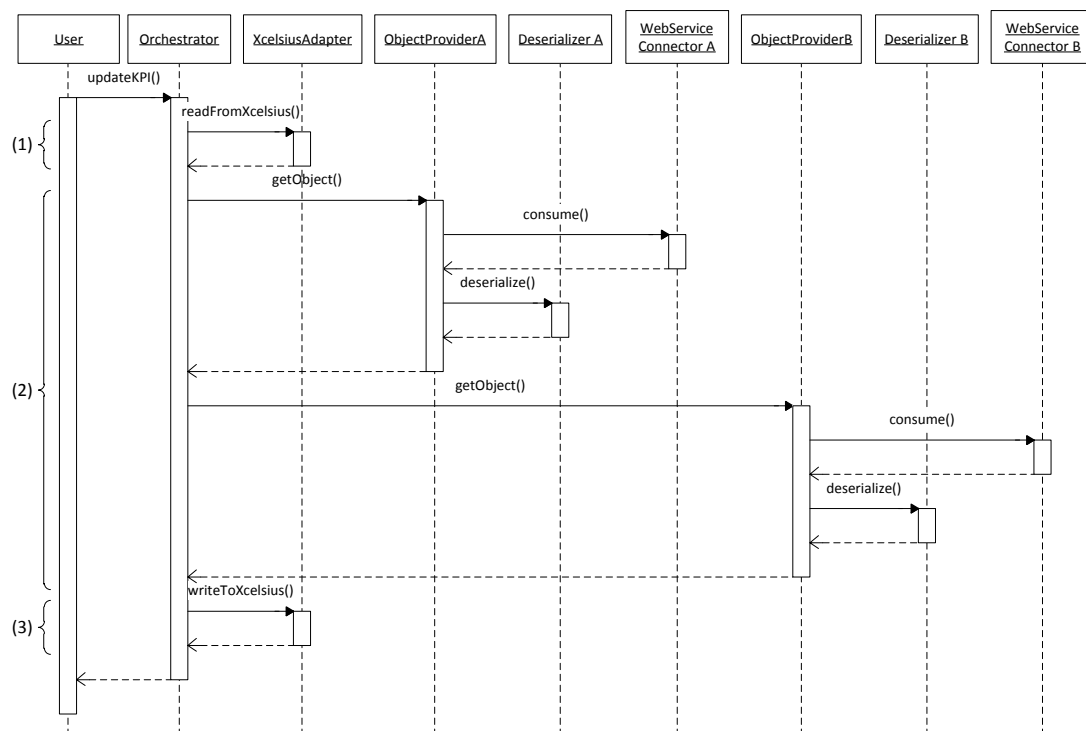 User
Orchestrator
XcelsiusAdapter
ObjectProviderA
Deserializer A
WebService
Connector A
ObjectProviderB
Deserializer B
WebService
Connector B
updateKPI()
readFromXcelsius()
(1)
getObject()
consume()
deserialize()
(2)
getObject()
consume()
deserialize()
writeToXcelsius()
(3)